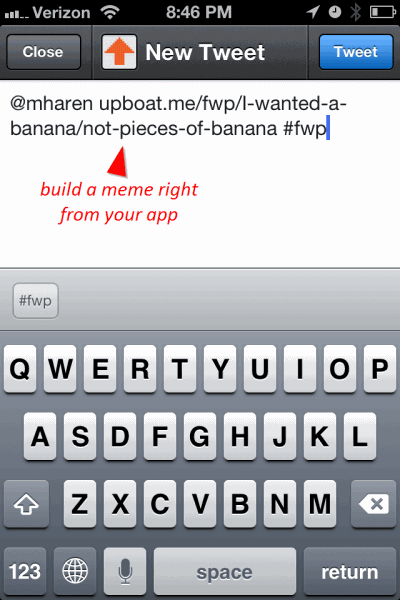 Verizon 8:46 PM
Close New Tweet Tweet
@mharen upboat.me/fwp/I-wanted-a-
banana/not-pieces-of-banana #fwp
build a meme right
from your app
#fwp
Q W E R T Y U I O P
A S D F G H J K L
Z X C V B N M
123 space return